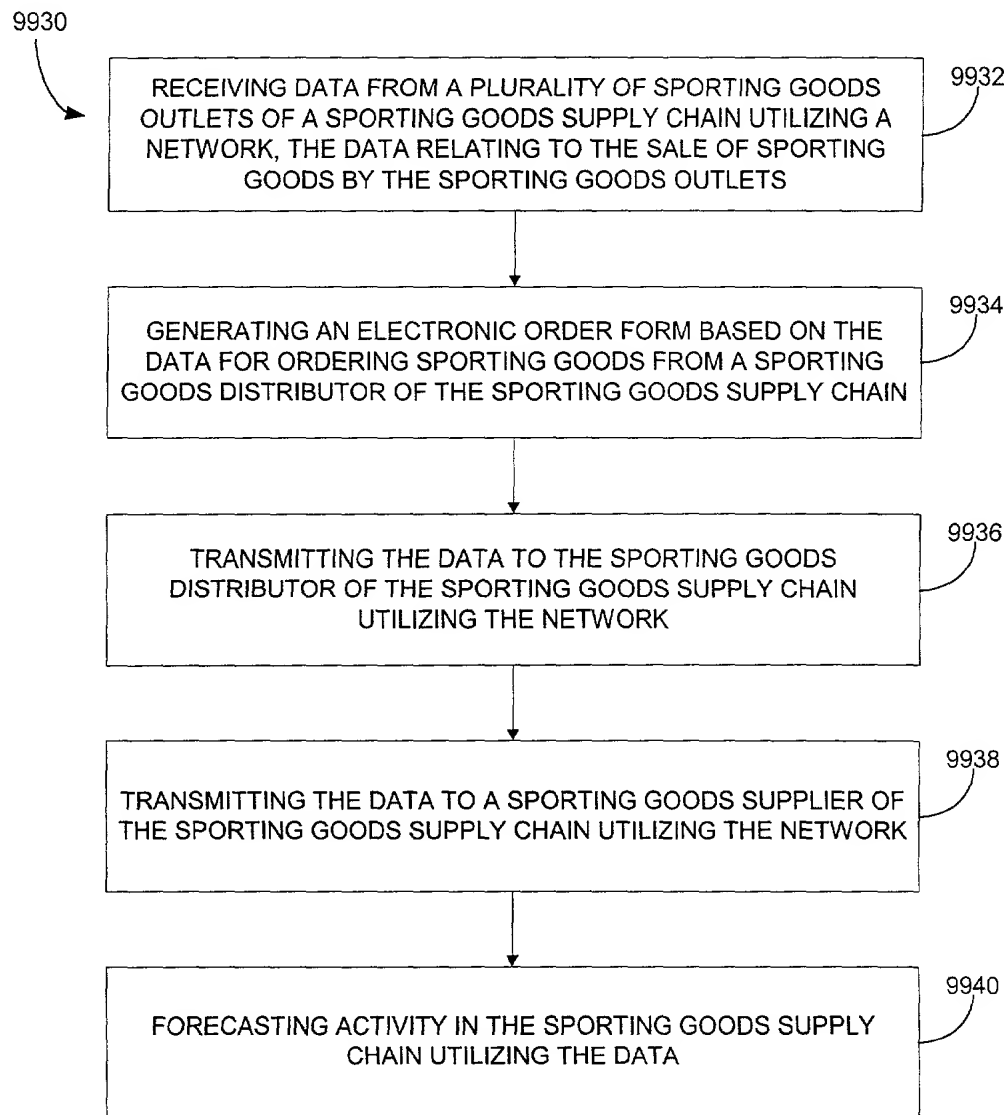 9930
RECEIVING DATA FROM A PLURALITY OF SPORTING GOODS
OUTLETS OF A SPORTING GOODS SUPPLY CHAIN UTILIZING A
NETWORK, THE DATA RELATING TO THE SALE OF SPORTING
GOODS BY THE SPORTING GOODS OUTLETS
9932
GENERATING AN ELECTRONIC ORDER FORM BASED ON THE
DATA FOR ORDERING SPORTING GOODS FROM A SPORTING
GOODS DISTRIBUTOR OF THE SPORTING GOODS SUPPLY CHAIN
9934
TRANSMITTING THE DATA TO THE SPORTING GOODS
DISTRIBUTOR OF THE SPORTING GOODS SUPPLY CHAIN
UTILIZING THE NETWORK
9936
TRANSMITTING THE DATA TO A SPORTING GOODS SUPPLIER OF
THE SPORTING GOODS SUPPLY CHAIN UTILIZING THE NETWORK
9938
FORECASTING ACTIVITY IN THE SPORTING GOODS SUPPLY
CHAIN UTILIZING THE DATA
9940